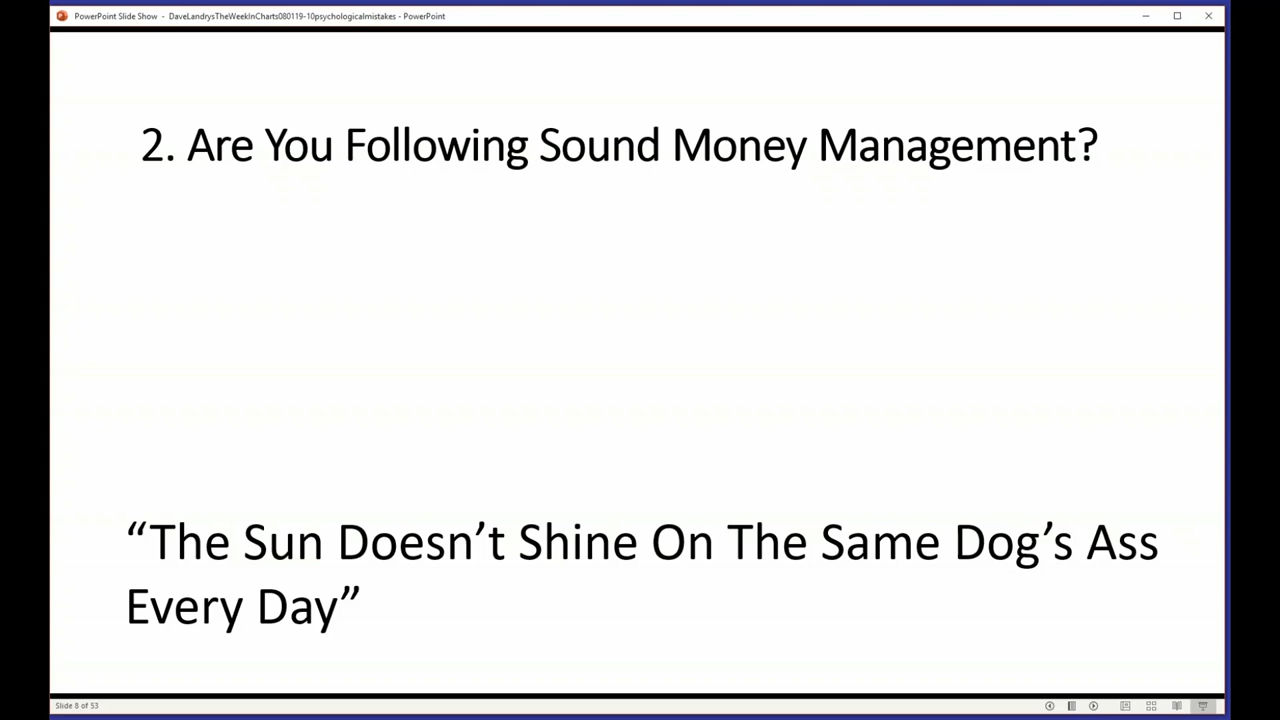 PowerPoint Slide Show - DaveLandrysTheWeekInCharts080119-10psychologicalmistakes - PowerPoint
2. Are You Following Sound Money Management?
“The Sun Doesn’t Shine On The Same Dog’s Ass
Every Day”
Slide 8 of 53